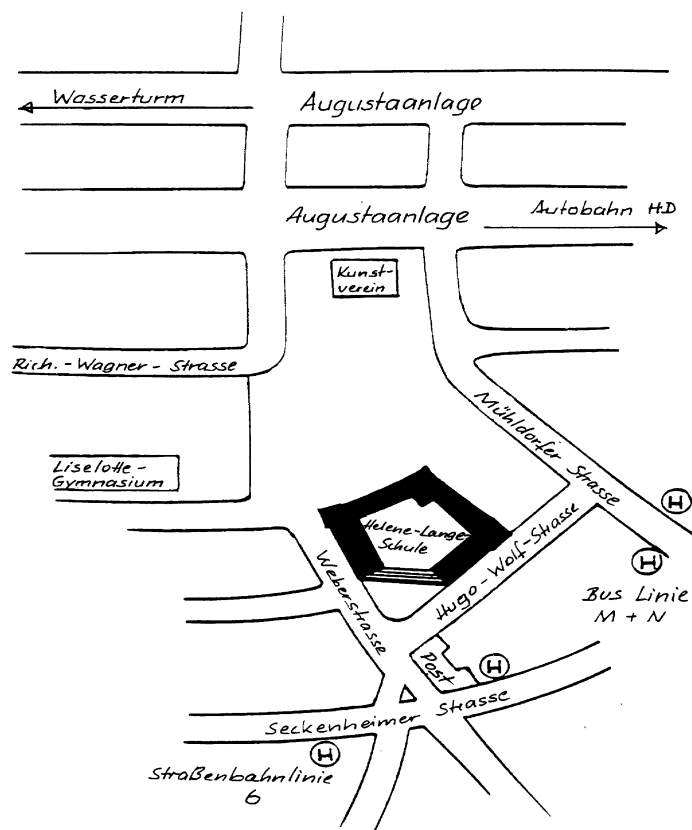 Wasserturm
Augustaanlage
Augustaanlage
Autobahn HD
Kunst-
verein
Rich.-Wagner-Strasse
Mühldorfer Strasse
Liselotte-
Gymnasium
H
Helene-Lange-
Schule
Hugo-Wolf-Strasse
Weberstrasse
H
Bus Linie
M + N
Post
H
Seckenheimer Strasse
H
Straßenbahnlinie
6